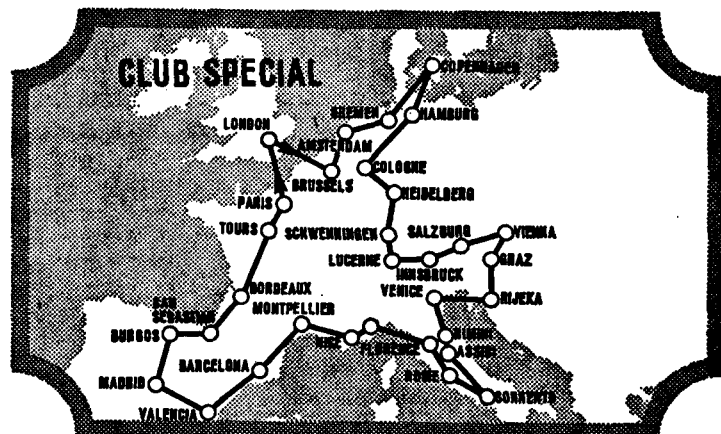 CLUB SPECIAL
COPENHAGEN
BREMEN
HAMBURG
LONDON
AMSTERDAM
COLOGNE
BRUSSELS
HEIDELBERG
PARIS
TOURS
SCHWENNINGEN
SALZBURG
VIENNA
LUCERNE
INNSBRUCK
GRAZ
VENICE
RIJEKA
BORDEAUX
SAN
SEBASTIAN
MONTPELLIER
BURGOS
NICE
FLORENCE
RIMINI
ASSISI
BARCELONA
ROME
MADRID
SORRENTO
VALENCIA